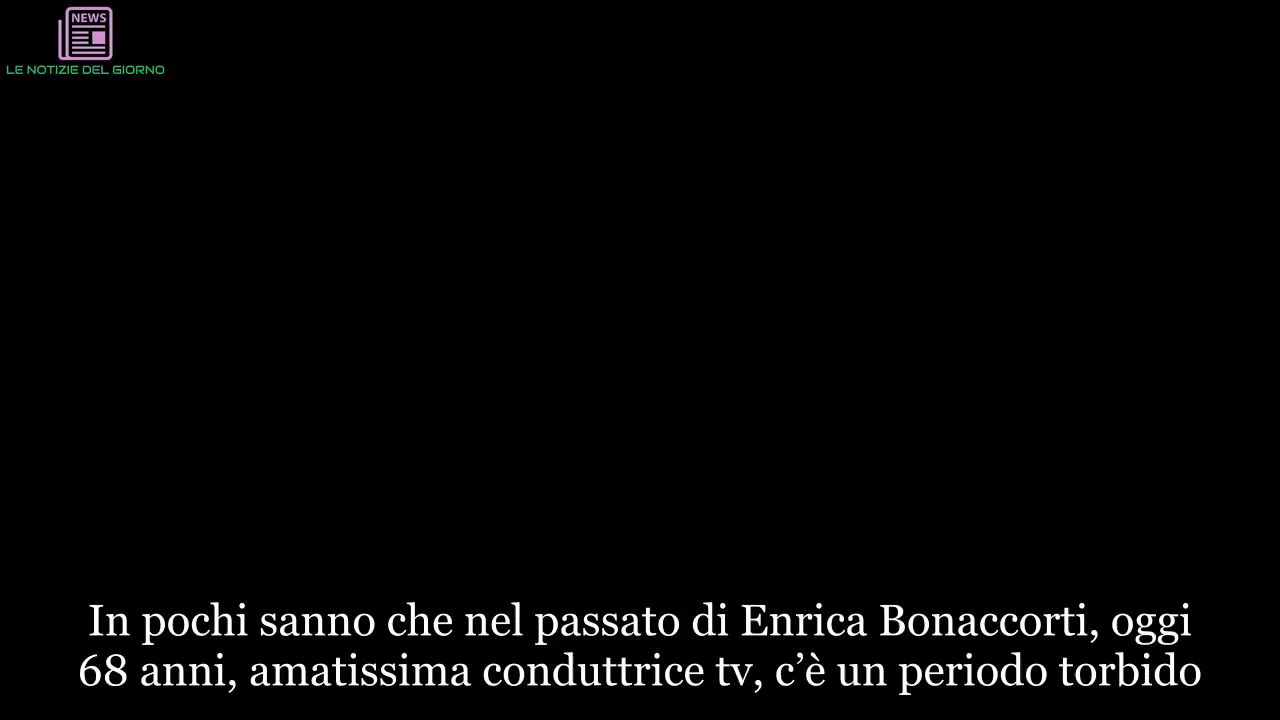 NEWS
LE NOTIZIE DEL GIORNO
In pochi sanno che nel passato di Enrica Bonaccorti, oggi
68 anni, amatissima conduttrice tv, c’è un periodo torbido